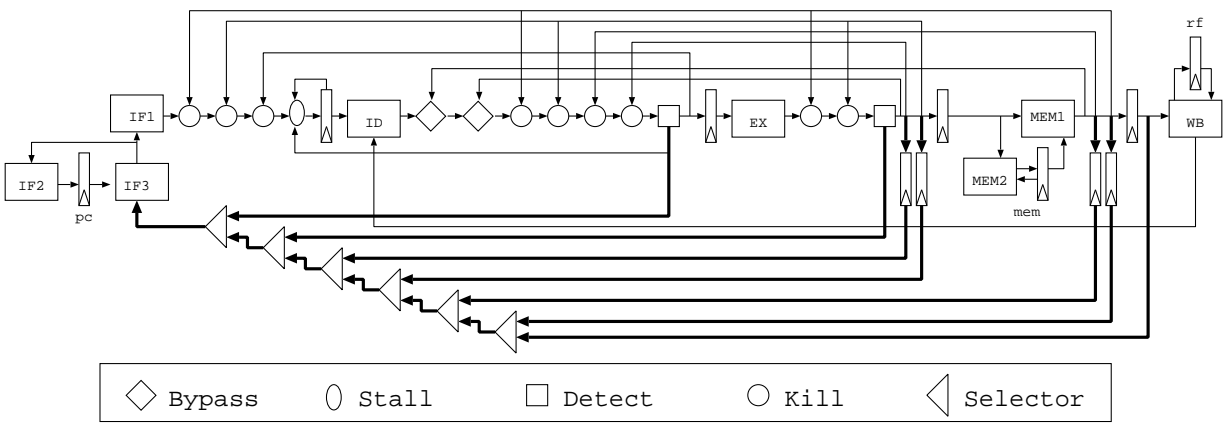 rf
IF1
ID
EX
MEM1
WB
IF2
IF3
MEM2
pc
mem
Bypass
Stall
Detect
Kill
Selector